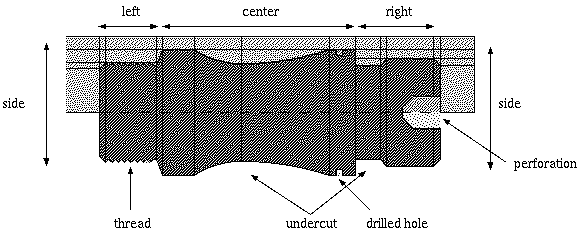 left center right
side side
perforation
thread undercut drilled hole